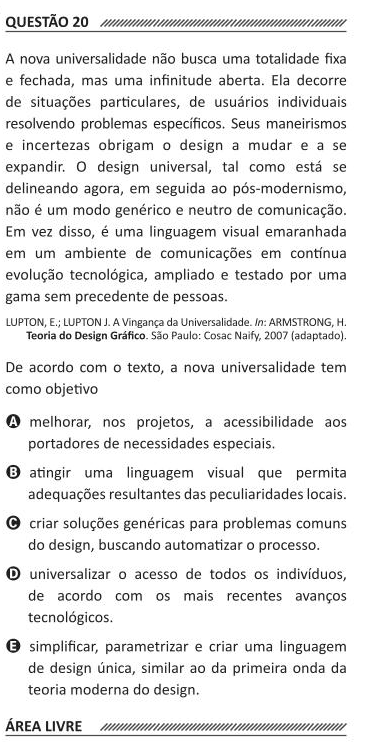 QUESTÃO 20
A nova universalidade não busca uma totalidade fixa
e fechada, mas uma infinitude aberta. Ela decorre
de situações particulares, de usuários individuais
resolvendo problemas específicos. Seus maneirismos
e incertezas obrigam o design a mudar e a se
expandir. O design universal, tal como está se
delineando agora, em seguida ao pós-modernismo,
não é um modo genérico e neutro de comunicação.
Em vez disso, é uma linguagem visual emaranhada
em um ambiente de comunicações em contínua
evolução tecnológica, ampliado e testado por uma
gama sem precedente de pessoas.
LUPTON, E.; LUPTON J. A Vingança da Universalidade. In: ARMSTRONG, H.
Teoria do Design Gráfico. São Paulo: Cosac Naify, 2007 (adaptado).
De acordo com o texto, a nova universalidade tem
como objetivo
A melhorar, nos projetos, a acessibilidade aos
portadores de necessidades especiais.
B atingir uma linguagem visual que permita
adequações resultantes das peculiaridades locais.
C criar soluções genéricas para problemas comuns
do design, buscando automatizar o processo.
D universalizar o acesso de todos os indivíduos,
de acordo com os mais recentes avanços
tecnológicos.
E simplificar, parametrizar e criar uma linguagem
de design única, similar ao da primeira onda da
teoria moderna do design.
ÁREA LIVRE